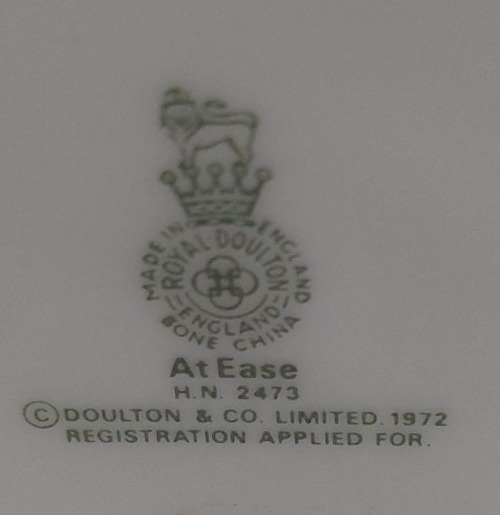 MADE IN ENGLAND
ROYAL DOULTON
ENGLAND
BONE CHINA
At Ease
H.N. 2473
© DOULTON & CO. LIMITED. 1972
REGISTRATION APPLIED FOR.